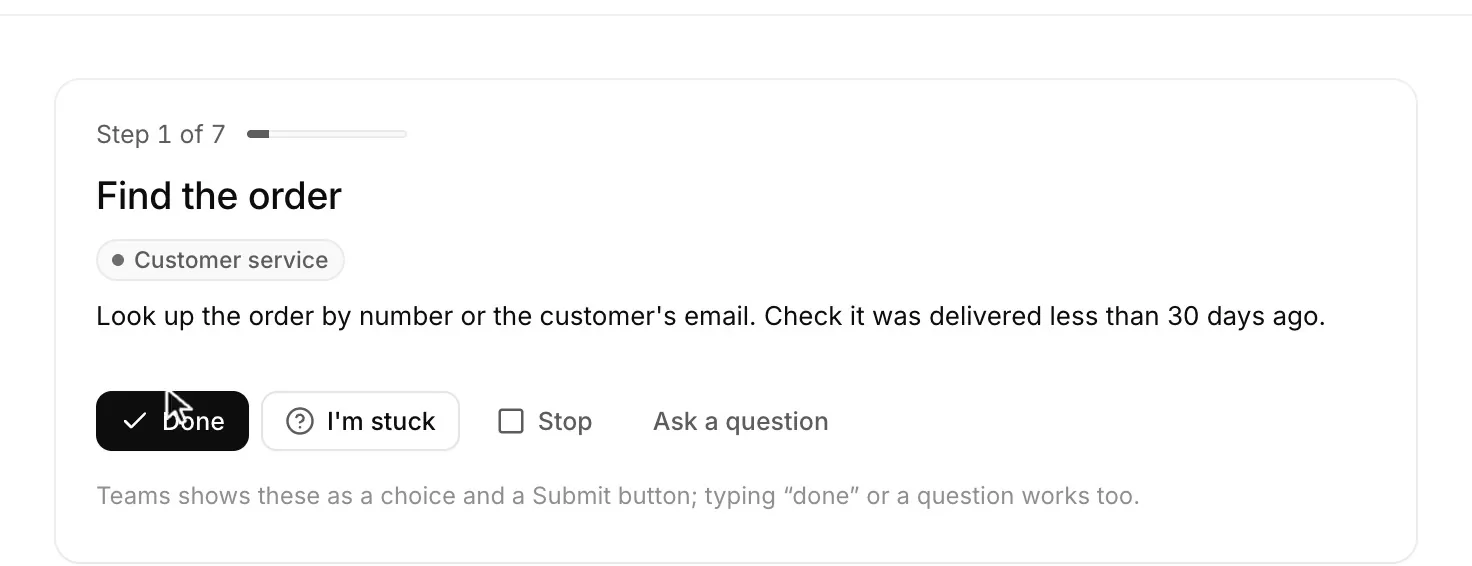 Step 1 of 7
Find the order
Customer service
Look up the order by number or the customer's email. Check it was delivered less than 30 days ago.
Done
I'm stuck
Stop
Ask a question
Teams shows these as a choice and a Submit button; typing “done” or a question works too.